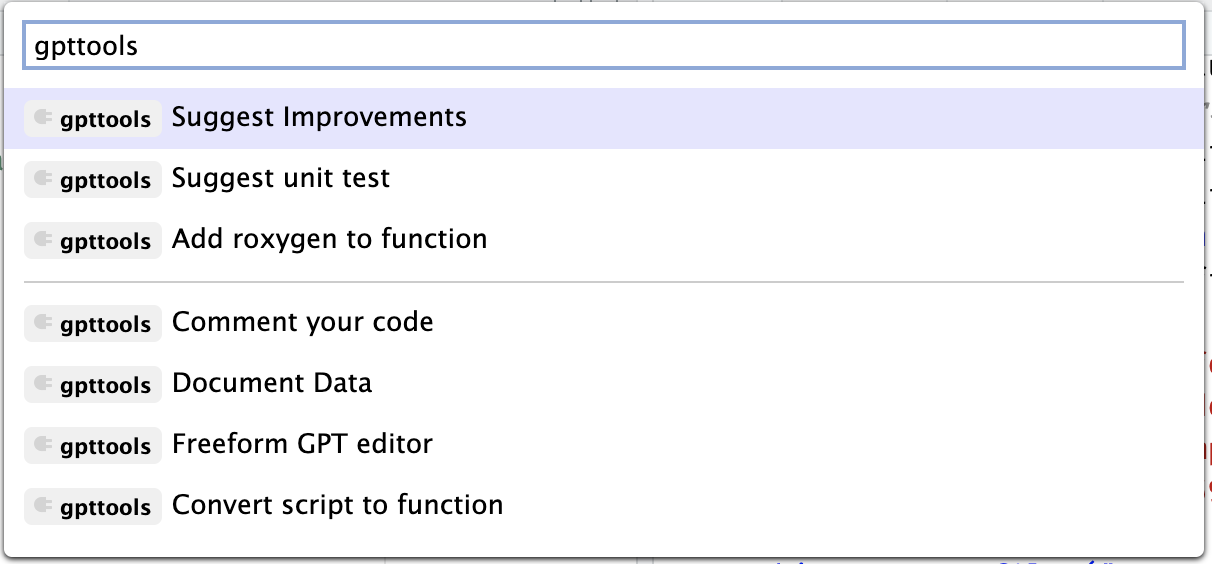 gpttools
gpttools Suggest Improvements
gpttools Suggest unit test
gpttools Add roxygen to function
gpttools Comment your code
gpttools Document Data
gpttools Freeform GPT editor
gpttools Convert script to function